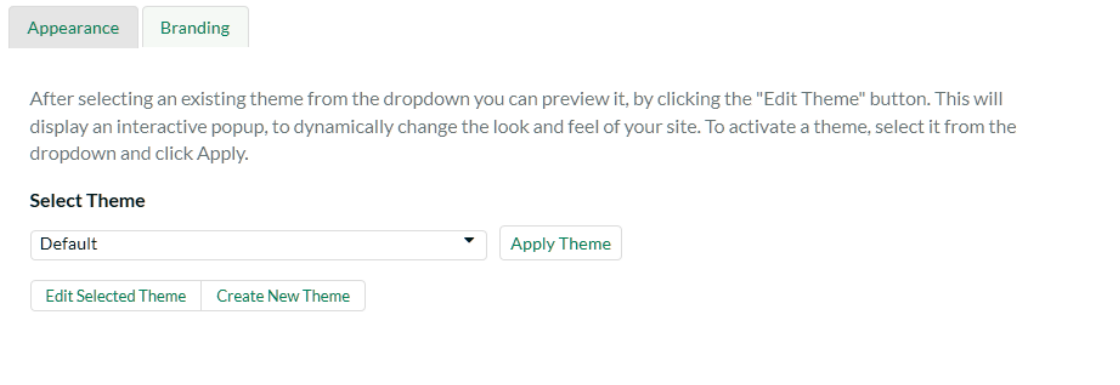 Appearance
Branding
After selecting an existing theme from the dropdown you can preview it, by clicking the "Edit Theme" button. This will
display an interactive popup, to dynamically change the look and feel of your site. To activate a theme, select it from the
dropdown and click Apply.
Select Theme
Default
Apply Theme
Edit Selected Theme
Create New Theme